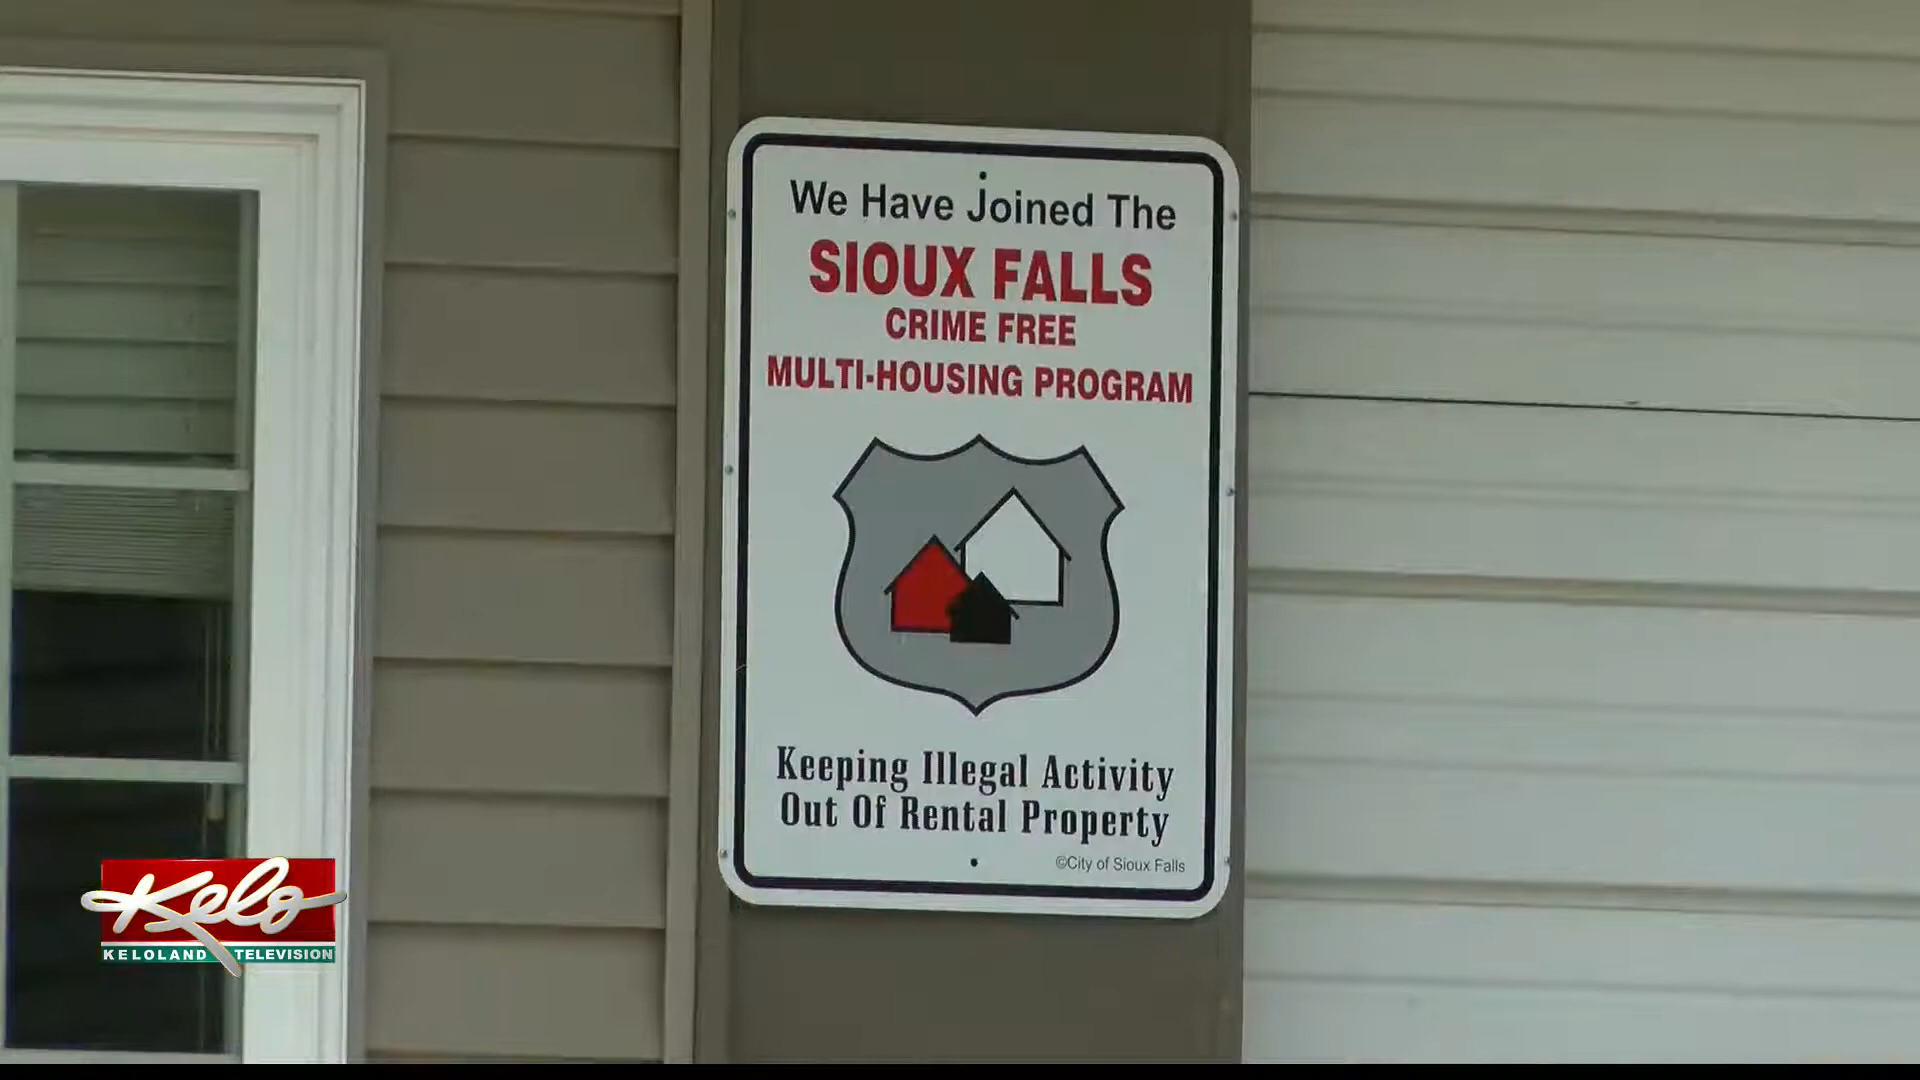 We Have Joined The
SIOUX FALLS
CRIME FREE
MULTI-HOUSING PROGRAM
Keeping Illegal Activity
Out Of Rental Property
©City of Sioux Falls
Kelo
KELOLAND TELEVISION